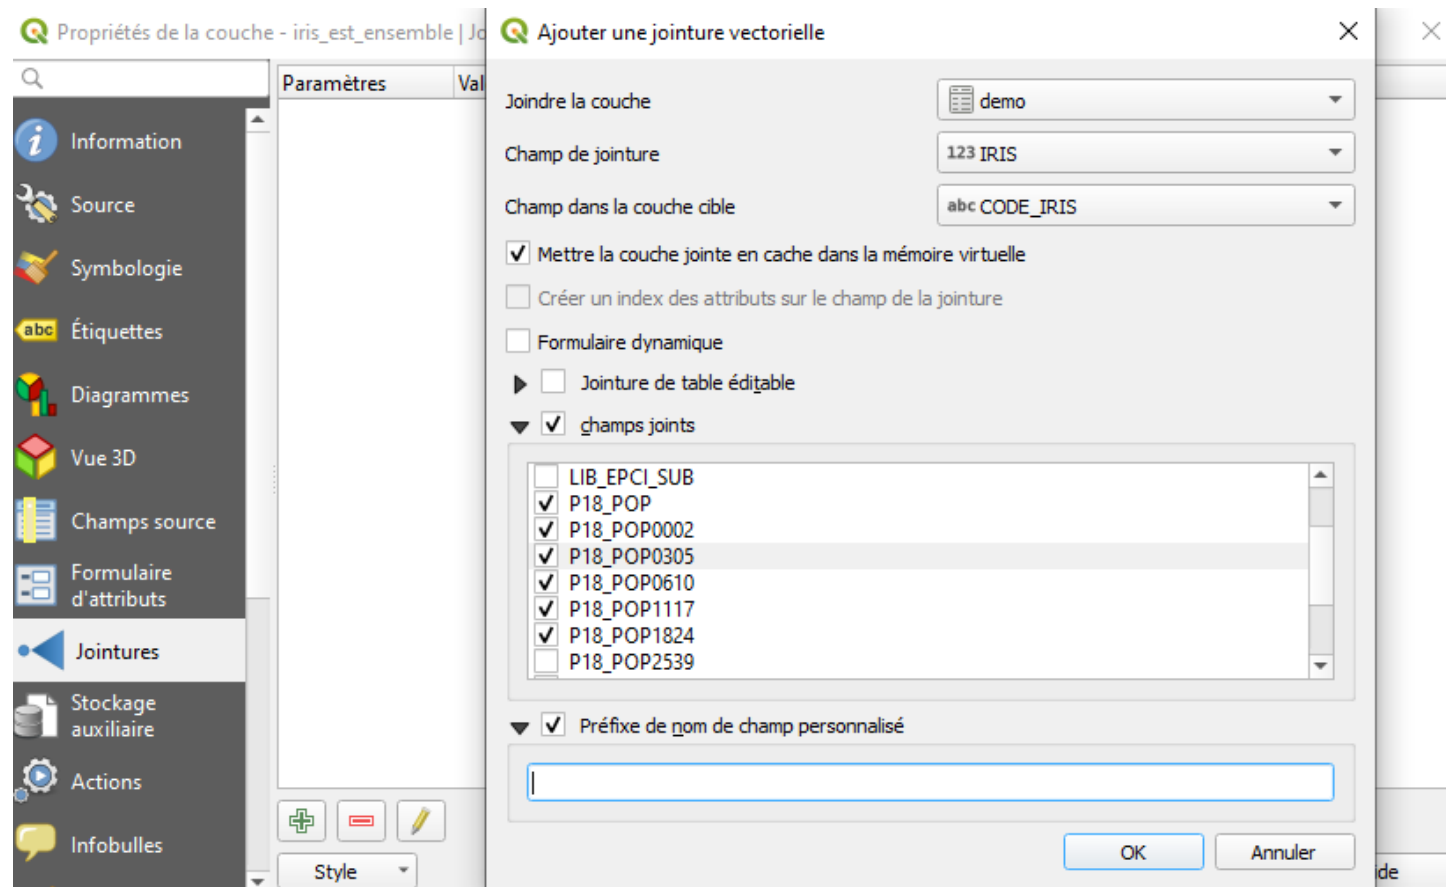 Propriétés de la couche - iris_est_ensemble | Jo
Ajouter une jointure vectorielle
Paramètres
Val
Information
Source
Symbologie
abc Étiquettes
Diagrammes
Vue 3D
Champs source
Formulaire
d'attributs
Jointures
Stockage
auxiliaire
Actions
Infobulles
Style
Joindre la couche
demo
Champ de jointure
123 IRIS
Champ dans la couche cible
abc CODE_IRIS
Mettre la couche jointe en cache dans la mémoire virtuelle
Créer un index des attributs sur le champ de la jointure
Formulaire dynamique
Jointure de table éditable
champs joints
LIB_EPCI_SUB
P18_POP
P18_POP0002
P18_POP0305
P18_POP0610
P18_POP1117
P18_POP1824
P18_POP2539
Préfixe de nom de champ personnalisé
OK
Annuler
ide